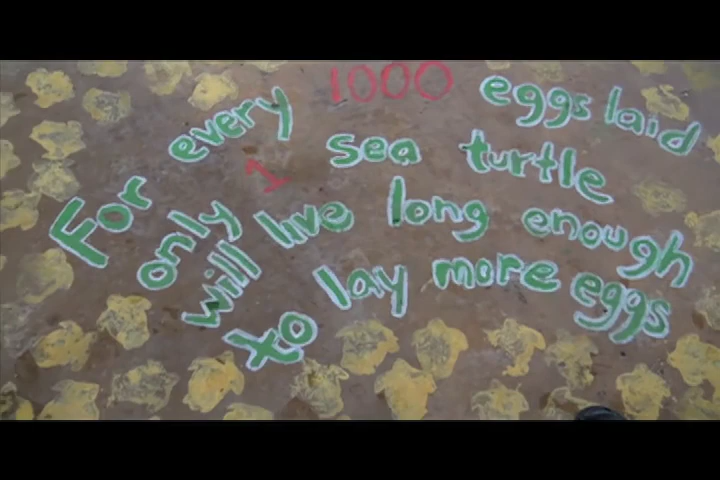 For every 1000 eggs laid
only 1 sea turtle
will live long enough
to lay more eggs